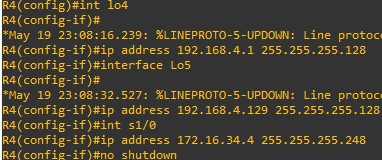 R4(config)#int lo4
R4(config-if)#
*May 19 23:08:16.239: %LINEPROTO-5-UPDOWN: Line protoc
R4(config-if)#ip address 192.168.4.1 255.255.255.128
R4(config-if)#interface Lo5
R4(config-if)#
*May 19 23:08:32.527: %LINEPROTO-5-UPDOWN: Line protoc
R4(config-if)#ip address 192.168.4.129 255.255.255.128
R4(config-if)#int s1/0
R4(config-if)#ip address 172.16.34.4 255.255.255.248
R4(config-if)#no shutdown